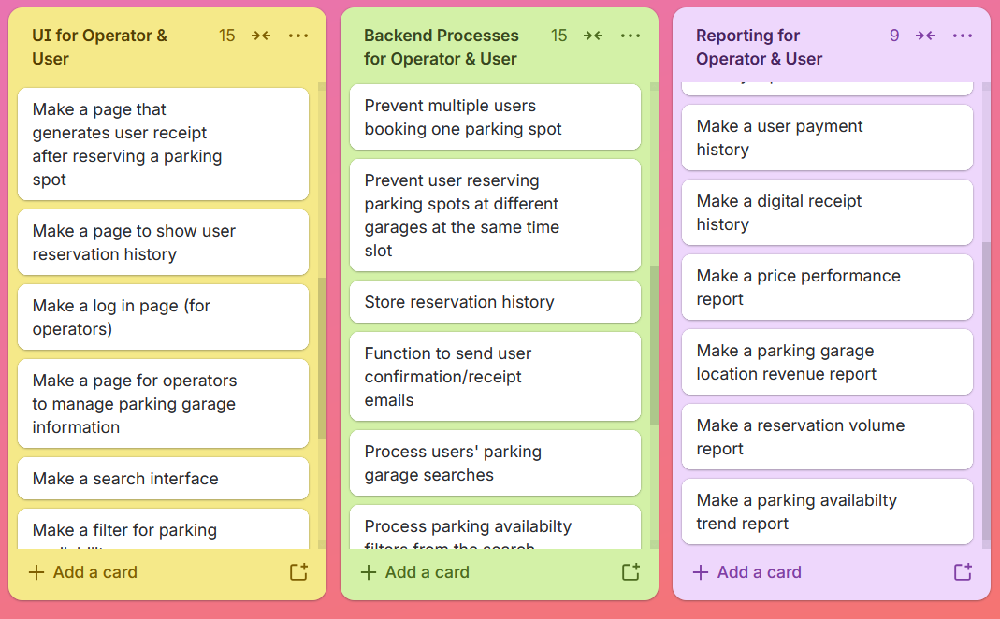 UI for Operator &
User
15
Make a page that
generates user receipt
after reserving a parking
spot
Make a page to show user
reservation history
Make a log in page (for
operators)
Make a page for operators
to manage parking garage
information
Make a search interface
Make a filter for parking
Add a card
Backend Processes
for Operator & User
15
Prevent multiple users
booking one parking spot
Prevent user reserving
parking spots at different
garages at the same time
slot
Store reservation history
Function to send user
confirmation/receipt
emails
Process users' parking
garage searches
Process parking availabilty
filters from the search
Add a card
Reporting for
Operator & User
9
Make a user payment
history
Make a digital receipt
history
Make a price performance
report
Make a parking garage
location revenue report
Make a reservation volume
report
Make a parking availabilty
trend report
Add a card